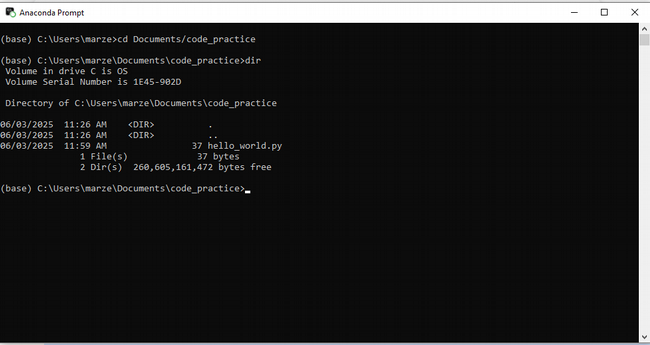 Anaconda Prompt
(base) C:\Users\marze>cd Documents/code_practice
(base) C:\Users\marze\Documents\code_practice>dir
Volume in drive C is OS
Volume Serial Number is 1E45-902D
Directory of C:\Users\marze\Documents\code_practice
06/03/2025  11:26 AM    <DIR>          .
06/03/2025  11:26 AM    <DIR>          ..
06/03/2025  11:59 AM                37 hello_world.py
1 File(s)             37 bytes
2 Dir(s)  260,605,161,472 bytes free
(base) C:\Users\marze\Documents\code_practice>